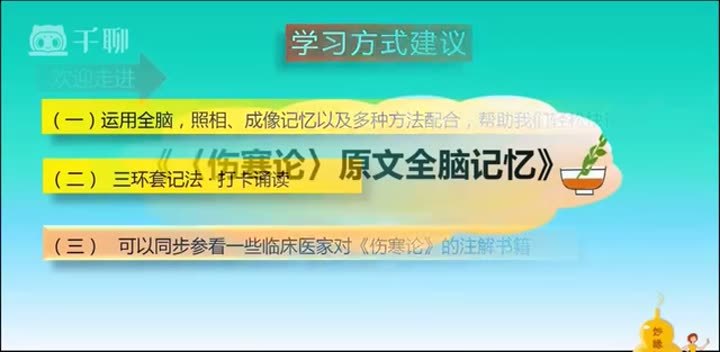 千聊
学习方式建议
欢迎走进
（一）运用全脑，照相、成像记忆以及多种方法配合，帮助我们轻松快
《〈伤寒论〉原文全脑记忆》
（二） 三环套记法·打卡诵读
（三） 可以同步参看一些临床医家对《伤寒论》的注解书籍